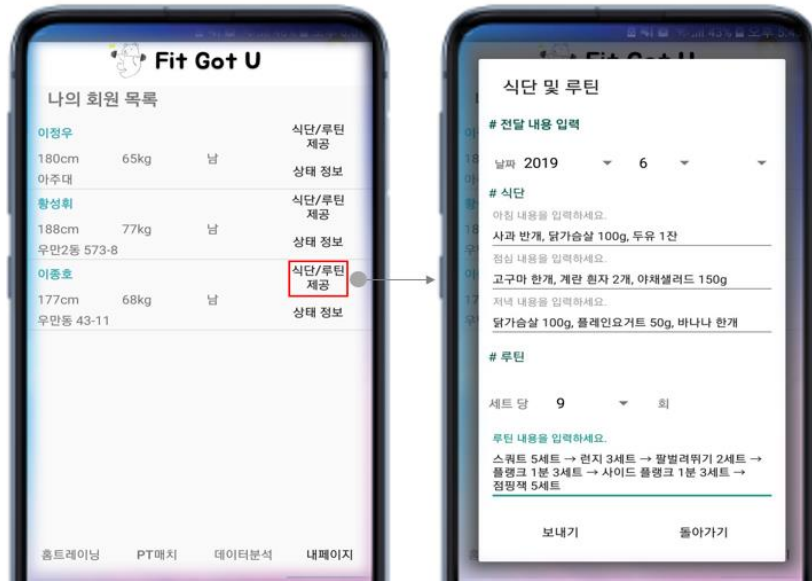 Fit Got U
나의 회원 목록
이정우
식단/루틴
제공
180cm 65kg 남
상태 정보
아주대
황성휘
식단/루틴
제공
188cm 77kg 남
상태 정보
우만2동 573-8
이종호
식단/루틴
제공
177cm 68kg 남
상태 정보
우만동 43-11
홈트레이닝 PT매치 데이터분석 내페이지
식단 및 루틴
# 전달 내용 입력
날짜 2019 6
# 식단
아침 내용을 입력하세요.
사과 반개, 닭가슴살 100g, 두유 1잔
점심 내용을 입력하세요.
고구마 한개, 계란 흰자 2개, 야채샐러드 150g
저녁 내용을 입력하세요.
닭가슴살 100g, 플레인요거트 50g, 바나나 한개
# 루틴
세트 당 9 회
루틴 내용을 입력하세요.
스쿼트 5세트 → 런지 3세트 → 팔벌려뛰기 2세트 →
플랭크 1분 3세트 → 사이드 플랭크 1분 3세트 →
점핑잭 5세트
보내기 돌아가기